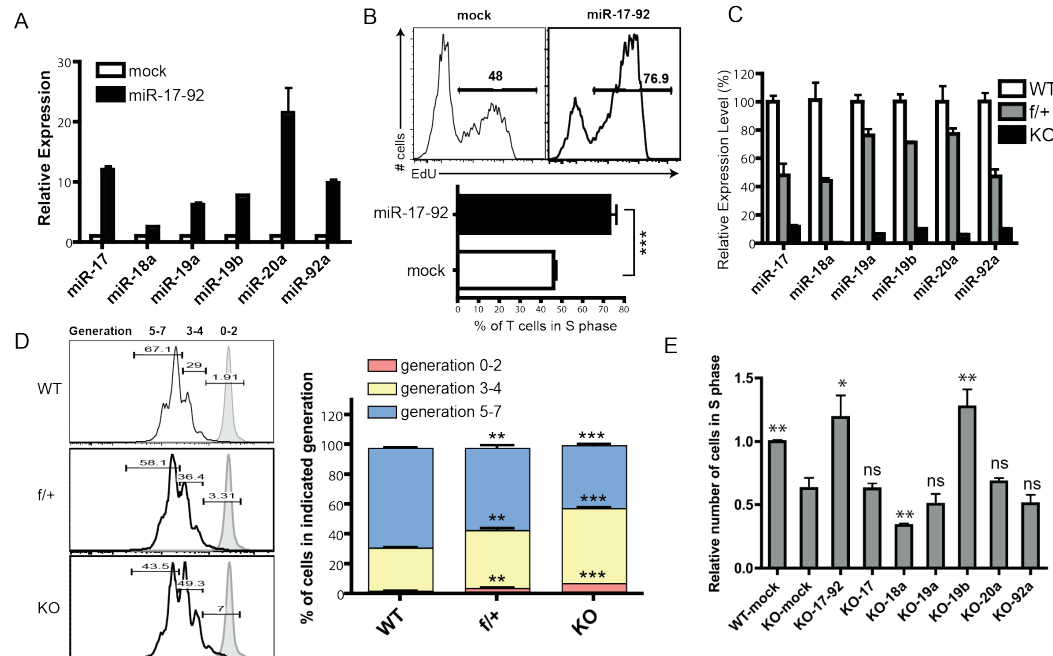 A
Relative Expression
30
20
10
0
mock
miR-17-92
miR-17
miR-18a
miR-19a
miR-19b
miR-20a
miR-92a
B
mock
miR-17-92
48
76.9
# cells
EdU
miR-17-92
mock
***
0 10 20 30 40 50 60 70 80
% of T cells in S phase
C
Relative Expression Level (%)
120
100
80
60
40
20
0
WT
f/+
KO
miR-17
miR-18a
miR-19a
miR-19b
miR-20a
miR-92a
D
Generation 5-7 3-4 0-2
WT
67.1
29
1.91
f/+
58.1
36.4
3.31
KO
43.5
49.3
7
generation 0-2
generation 3-4
generation 5-7
% of cells in indicated generation
120
100
80
60
40
20
0
** ***
** ***
** ***
WT
f/+
KO
E
Relative number of cells in S phase
1.5
1.0
0.5
0.0
** * ns ** ns ** ns ns
WT-mock
KO-mock
KO-17-92
KO-17
KO-18a
KO-19a
KO-19b
KO-20a
KO-92a